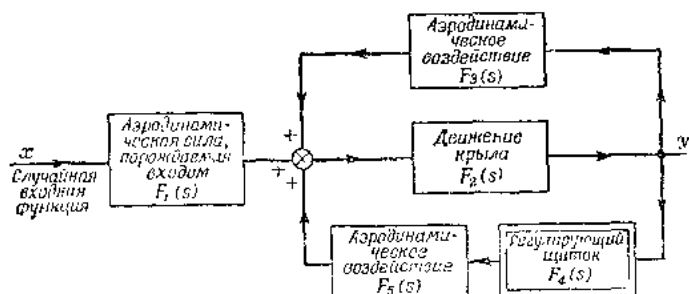 Аэродинами-
ческое
воздействие
F₃(s)
x
Случайная
входная
функция
Аэродинами-
ческая сила,
порождаемая
входом
F₁(s)
+
+
+
Движение
крыла
F₂(s)
y
Аэродинами-
ческое
воздействие
F₅(s)
Регулирующий
щиток
F₄(s)